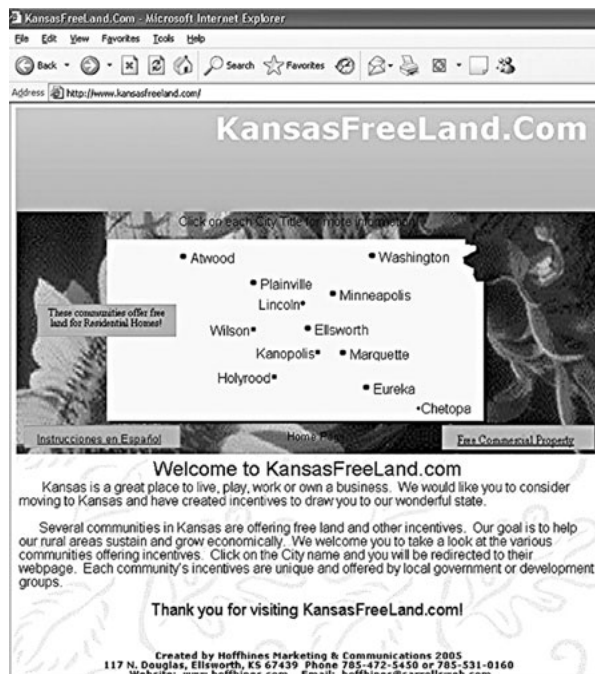 KansasFreeLand.Com - Microsoft Internet Explorer
File Edit View Favorites Tools Help
Back Search Favorites
Address http://www.kansasfreeland.com/
KansasFreeLand.Com
Click on each City Title for more information!
Atwood Washington
Plainville
Lincoln Minneapolis
These communities offer free
land for Residential Homes!
Wilson Ellsworth
Kanopolis Marquette
Holyrood
Eureka
Chetopa
Instrucciones en Español Home Page Free Commercial Property
Welcome to KansasFreeLand.com
Kansas is a great place to live, play, work or own a business. We would like you to consider
moving to Kansas and have created incentives to draw you to our wonderful state.
Several communities in Kansas are offering free land and other incentives. Our goal is to help
our rural areas sustain and grow economically. We welcome you to take a look at the various
communities offering incentives. Click on the City name and you will be redirected to their
webpage. Each community's incentives are unique and offered by local government or development
groups.
Thank you for visiting KansasFreeLand.com!
Created by Hoffhines Marketing & Communications 2005
117 N. Douglas, Ellsworth, KS 67439 Phone 785-472-5450 or 785-531-0160